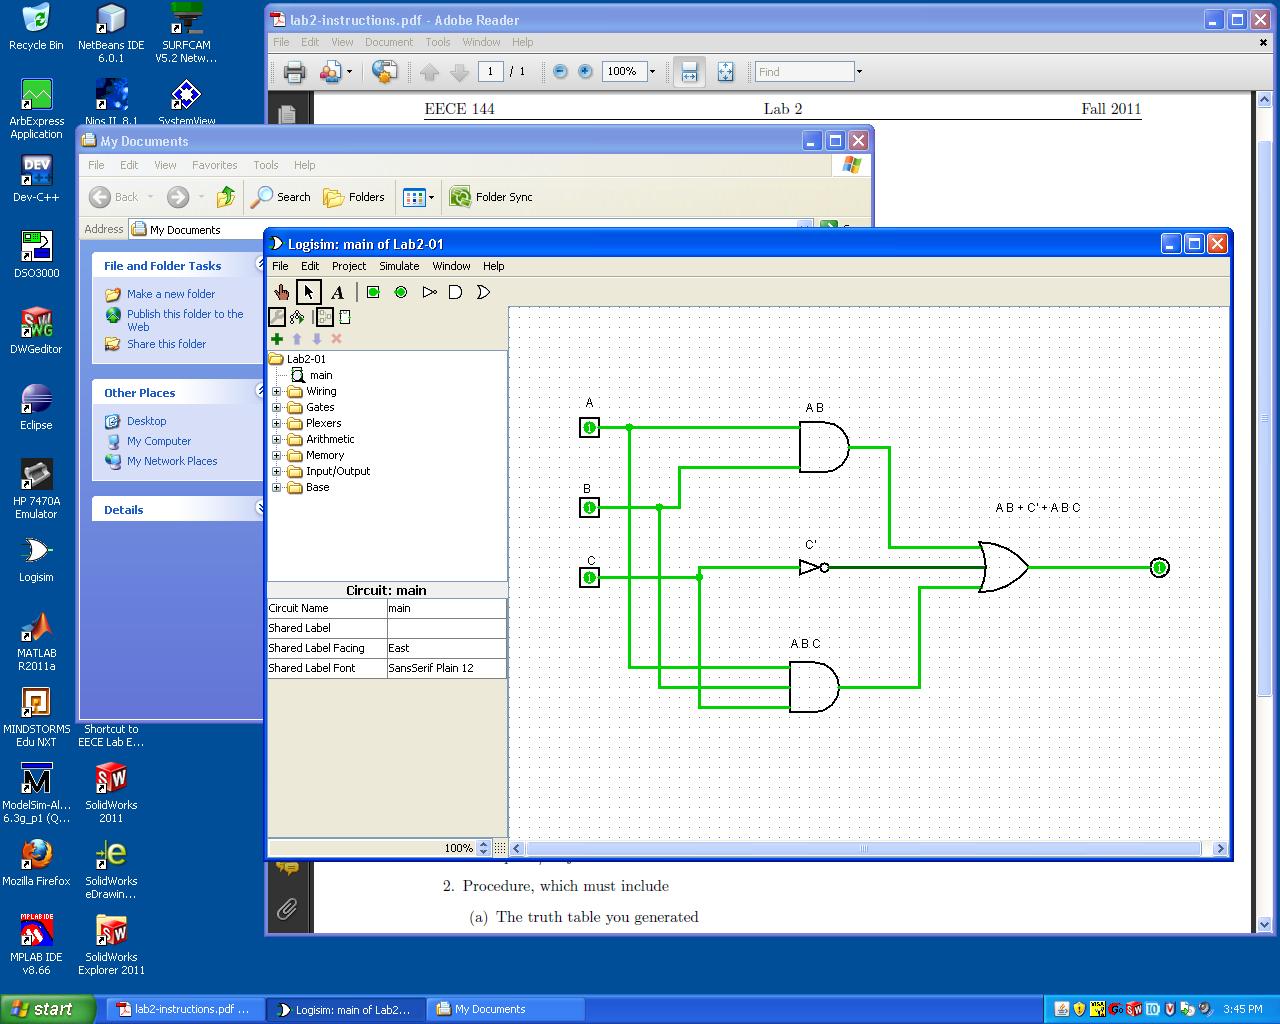 Recycle Bin
NetBeans IDE
6.0.1
SURFCAM
V5.2 Netw...
ArbExpress
Application
Nios II 8.1
SystemView
Dev-C++
DSO3000
DWGeditor
Eclipse
HP 7470A
Emulator
Logisim
MATLAB
R2011a
MINDSTORMS
Edu NXT
Shortcut to
EECE Lab E...
ModelSim-Al...
6.3g_p1 (Q...
SolidWorks
2011
Mozilla Firefox
SolidWorks
eDrawin...
MPLAB IDE
v8.66
SolidWorks
Explorer 2011
lab2-instructions.pdf - Adobe Reader
File Edit View Document Tools Window Help
1 / 1 100% Find
EECE 144 Lab 2 Fall 2011
My Documents
File Edit View Favorites Tools Help
Back Search Folders Folder Sync
Address My Documents
File and Folder Tasks
Make a new folder
Publish this folder to the
Web
Share this folder
Other Places
Desktop
My Computer
My Network Places
Details
Logisim: main of Lab2-01
File Edit Project Simulate Window Help
A
Lab2-01
main
Wiring
Gates
Plexers
Arithmetic
Memory
Input/Output
Base
Circuit: main
Circuit Name main
Shared Label
Shared Label Facing East
Shared Label Font SansSerif Plain 12
100%
A
1
A B
B
1
A B + C' + A B C
C'
C
1
1
A B C
2. Procedure, which must include
(a) The truth table you generated
start
lab2-instructions.pdf ...
Logisim: main of Lab2...
My Documents
3:45 PM